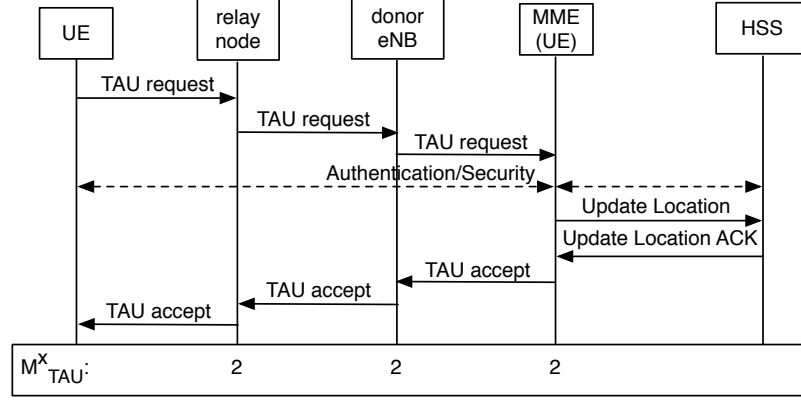 UE
relay
node
donor
eNB
MME
(UE)
HSS
TAU request
TAU request
TAU request
Authentication/Security
Update Location
Update Location ACK
TAU accept
TAU accept
TAU accept
M^x_TAU: 2 2 2